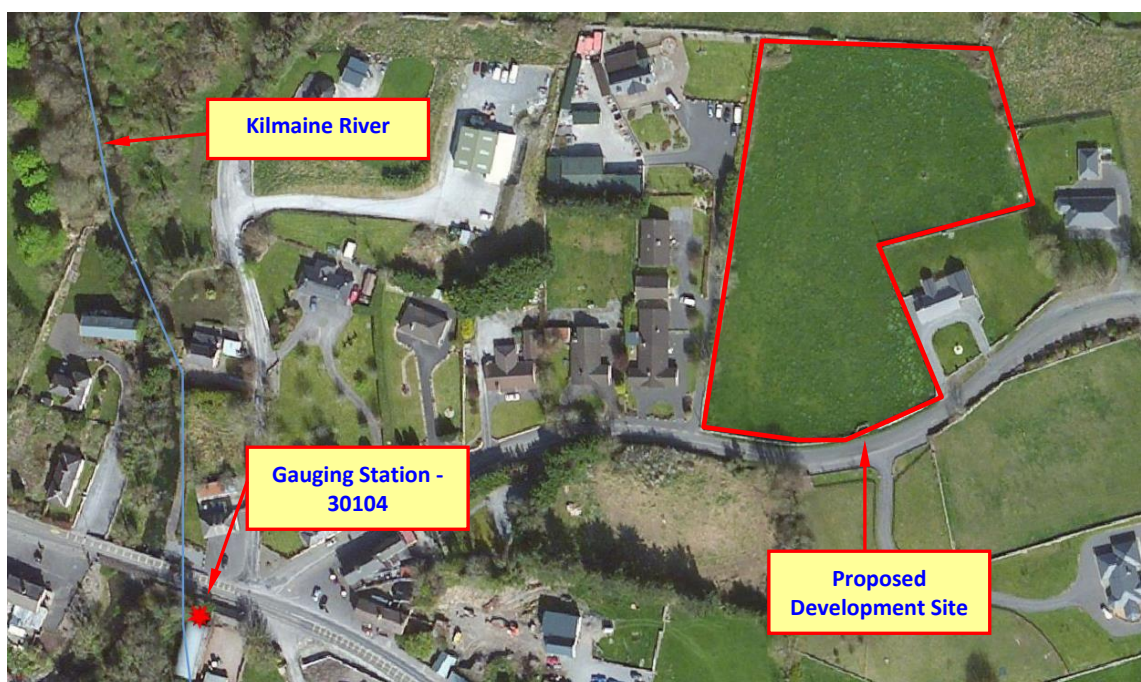 Kilmaine River
Gauging Station -
30104
Proposed
Development Site